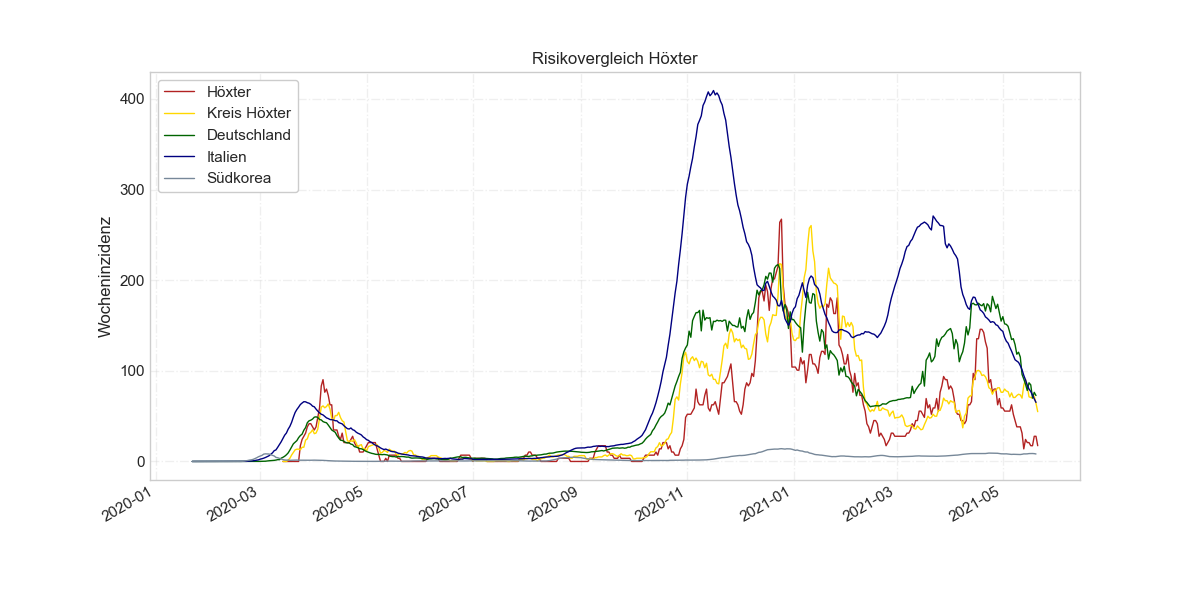 Risikovergleich Höxter
Höxter
Kreis Höxter
Deutschland
Italien
Südkorea
Wocheninzidenz
400
300
200
100
0
2020-01
2020-03
2020-05
2020-07
2020-09
2020-11
2021-01
2021-03
2021-05